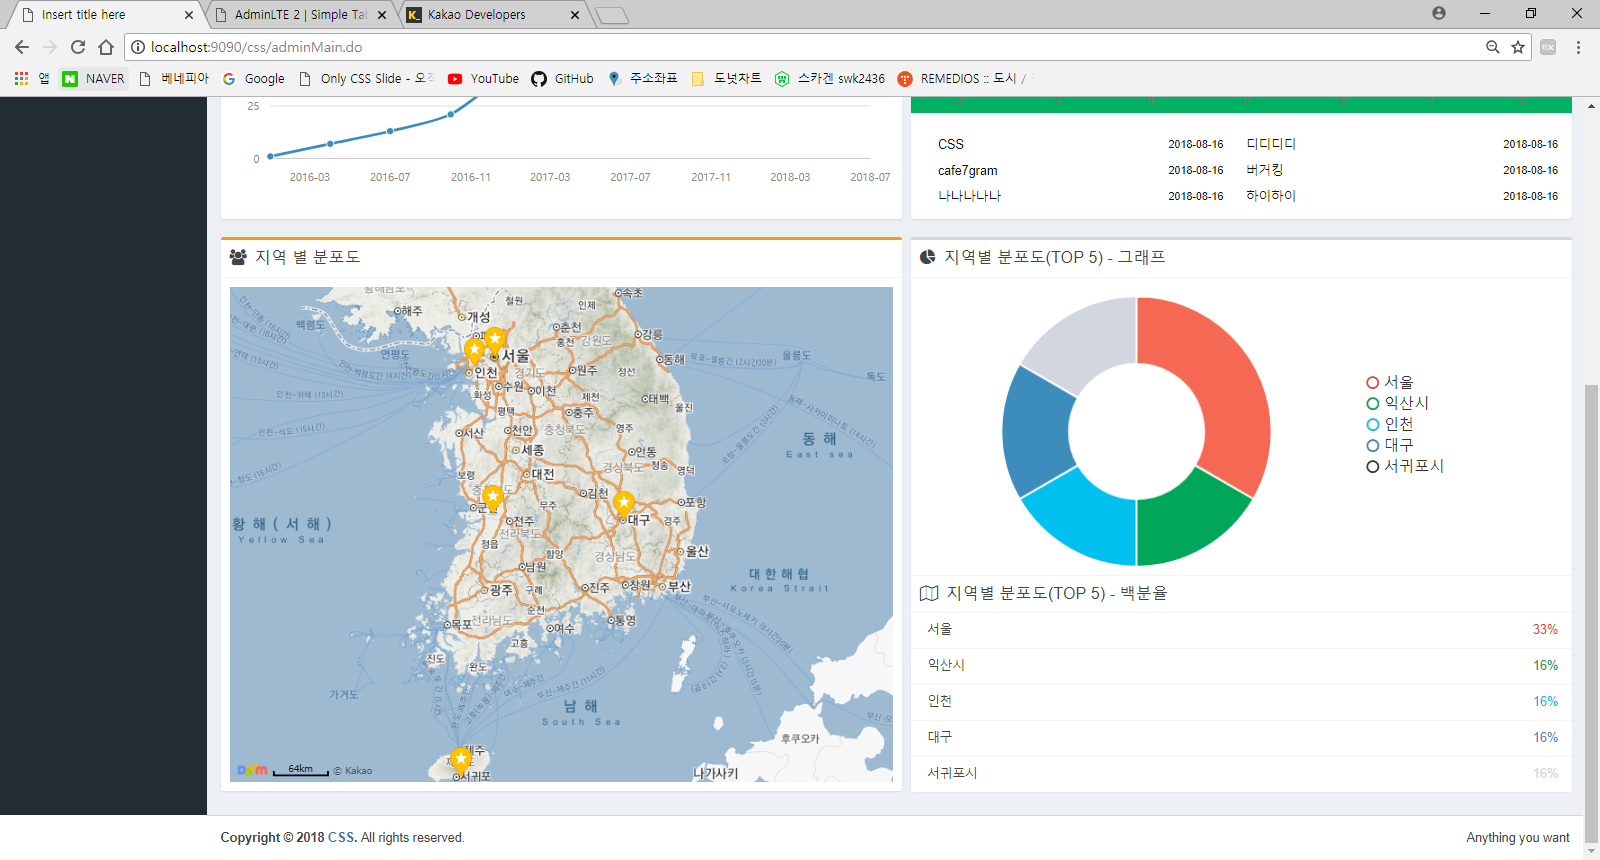 Insert title here
AdminLTE 2 | Simple Tab
Kakao Developers
localhost:9090/css/adminMain.do
앱
NAVER
베네피아
Google
Only CSS Slide - 오직
YouTube
GitHub
주소좌표
도넛차트
스카겐 swk2436
REMEDIOS :: 도시 /
25
0
2016-03 2016-07 2016-11 2017-03 2017-07 2017-11 2018-03 2018-07
CSS 2018-08-16 디디디디 2018-08-16
cafe7gram 2018-08-16 버거킹 2018-08-16
나나나나나 2018-08-16 하이하이 2018-08-16
지역 별 분포도
철원
속초
해주
개성
인제
백령도
춘천
강릉
홍천
강원도
연평도
서울
동해
울릉도
인천
경기도
원주
정선
독도
수원
이천
화성
제천
태백
울진
평택
충주
서산
천안
충청북도
영주
동 해
East sea
세종
안동
경상북도
청송
영덕
보령
대전
김천
포항
무주
황 해 ( 서 해 )
Yellow Sea
전주
대구
경주
전라북도
정읍
함양
경상남도
울산
남원
대 한 해 협
Korea Strait
광주
구례
진주
창원
부산
순천
목포
전라남도
여수
통영
고흥
진도
완도
가거도
남 해
South Sea
후쿠오카
제주
서귀포
나가사키
64km
© Kakao
지역별 분포도(TOP 5) - 그래프
서울
익산시
인천
대구
서귀포시
지역별 분포도(TOP 5) - 백분율
서울 33%
익산시 16%
인천 16%
대구 16%
서귀포시 16%
Copyright © 2018 CSS. All rights reserved.
Anything you want